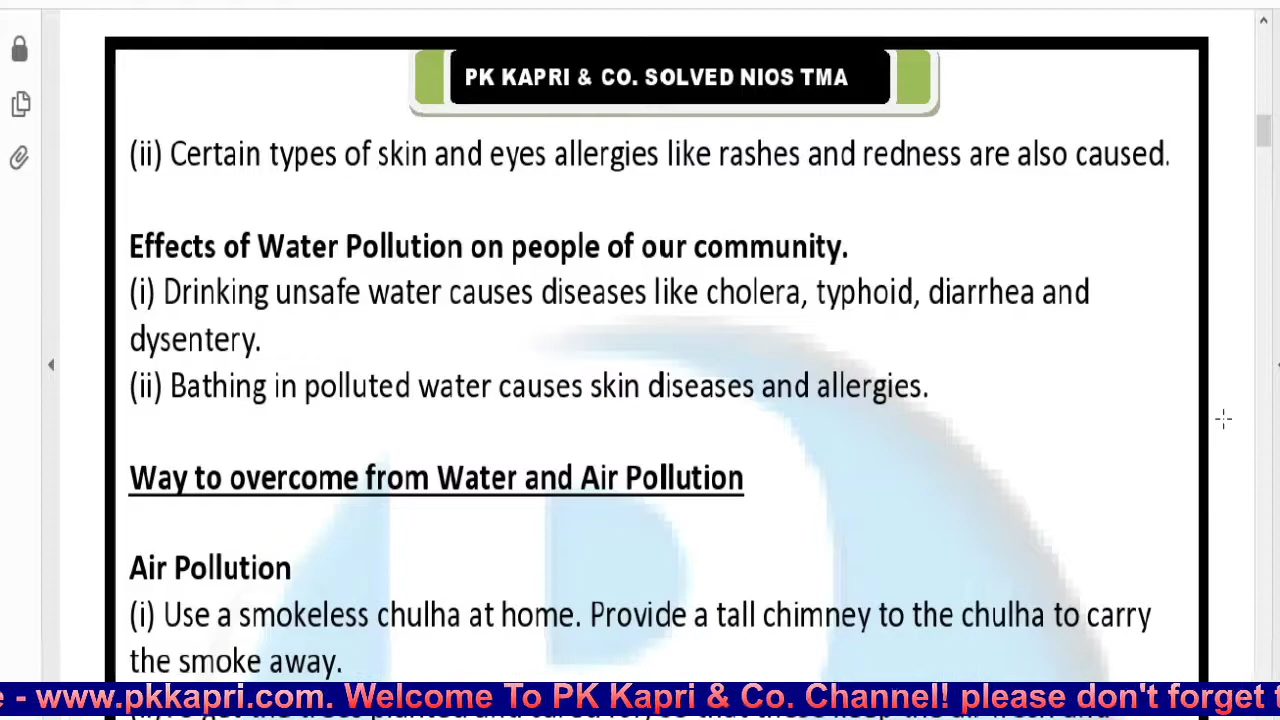 PK KAPRI & CO. SOLVED NIOS TMA
(ii) Certain types of skin and eyes allergies like rashes and redness are also caused.
Effects of Water Pollution on people of our community.
(i) Drinking unsafe water causes diseases like cholera, typhoid, diarrhea and
dysentery.
(ii) Bathing in polluted water causes skin diseases and allergies.
Way to overcome from Water and Air Pollution
Air Pollution
(i) Use a smokeless chulha at home. Provide a tall chimney to the chulha to carry
the smoke away.
- www.pkkapri.com. Welcome To PK Kapri & Co. Channel! please don't forget